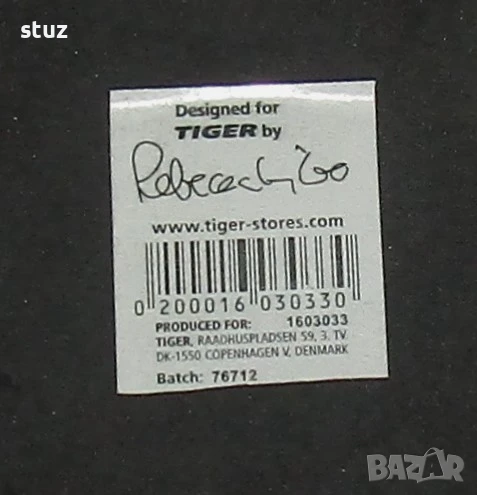 stuz
Designed for
TIGER by
www.tiger-stores.com
0 200016 030330
PRODUCED FOR: 1603033
TIGER, RAADHUSPLADSEN 59, 3. TV
DK-1550 COPENHAGEN V, DENMARK
Batch: 76712
BAZAR